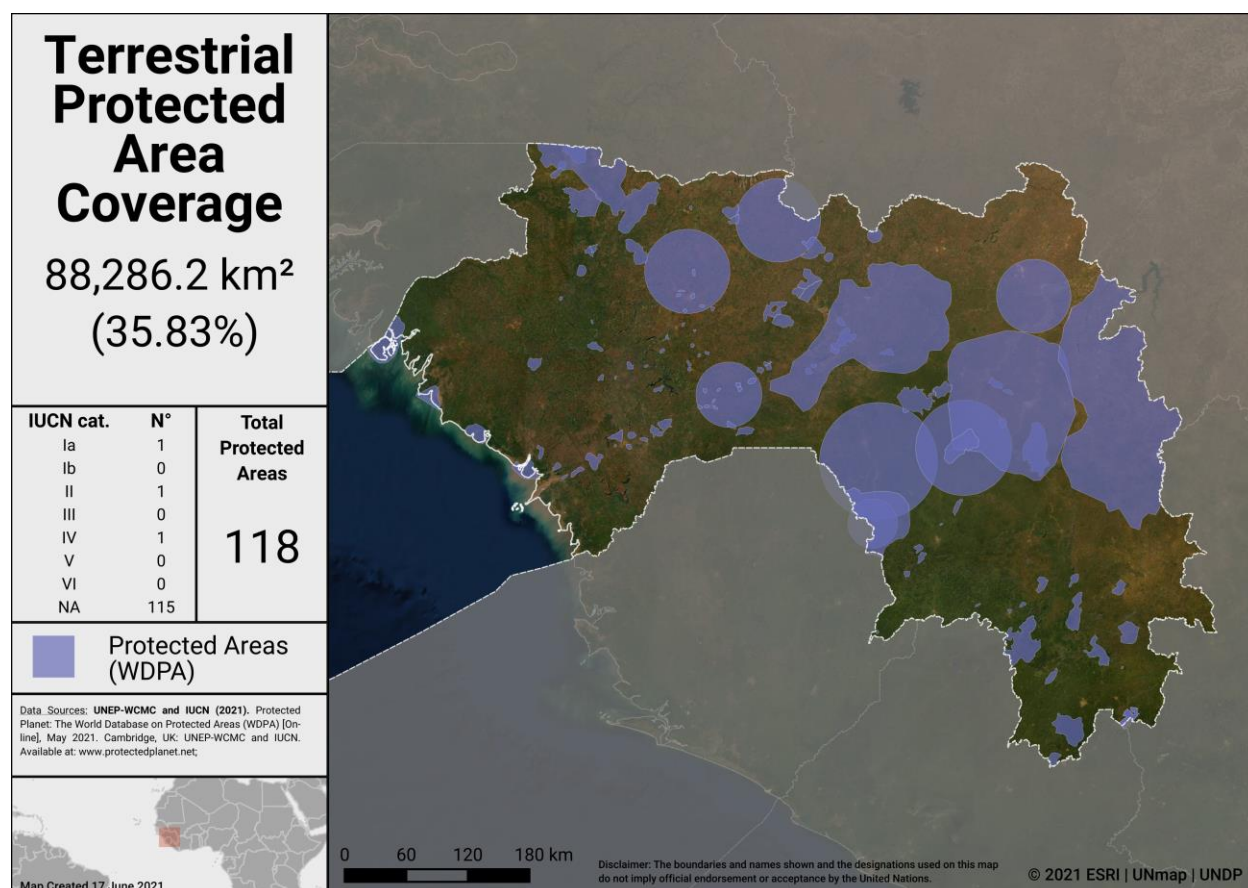 Terrestrial
Protected
Area
Coverage
88,286.2 km²
(35.83%)
IUCN cat. N°
Ia 1
Ib 0
II 1
III 0
IV 1
V 0
VI 0
NA 115
Total
Protected
Areas
118
Protected Areas
(WDPA)
Data Sources: UNEP-WCMC and IUCN (2021). Protected
Planet: The World Database on Protected Areas (WDPA) [On-
line], May 2021. Cambridge, UK: UNEP-WCMC and IUCN.
Available at: www.protectedplanet.net;
Map Created 17 June 2021
0 60 120 180 km
Disclaimer: The boundaries and names shown and the designations used on this map
do not imply official endorsement or acceptance by the United Nations.
© 2021 ESRI | UNmap | UNDP